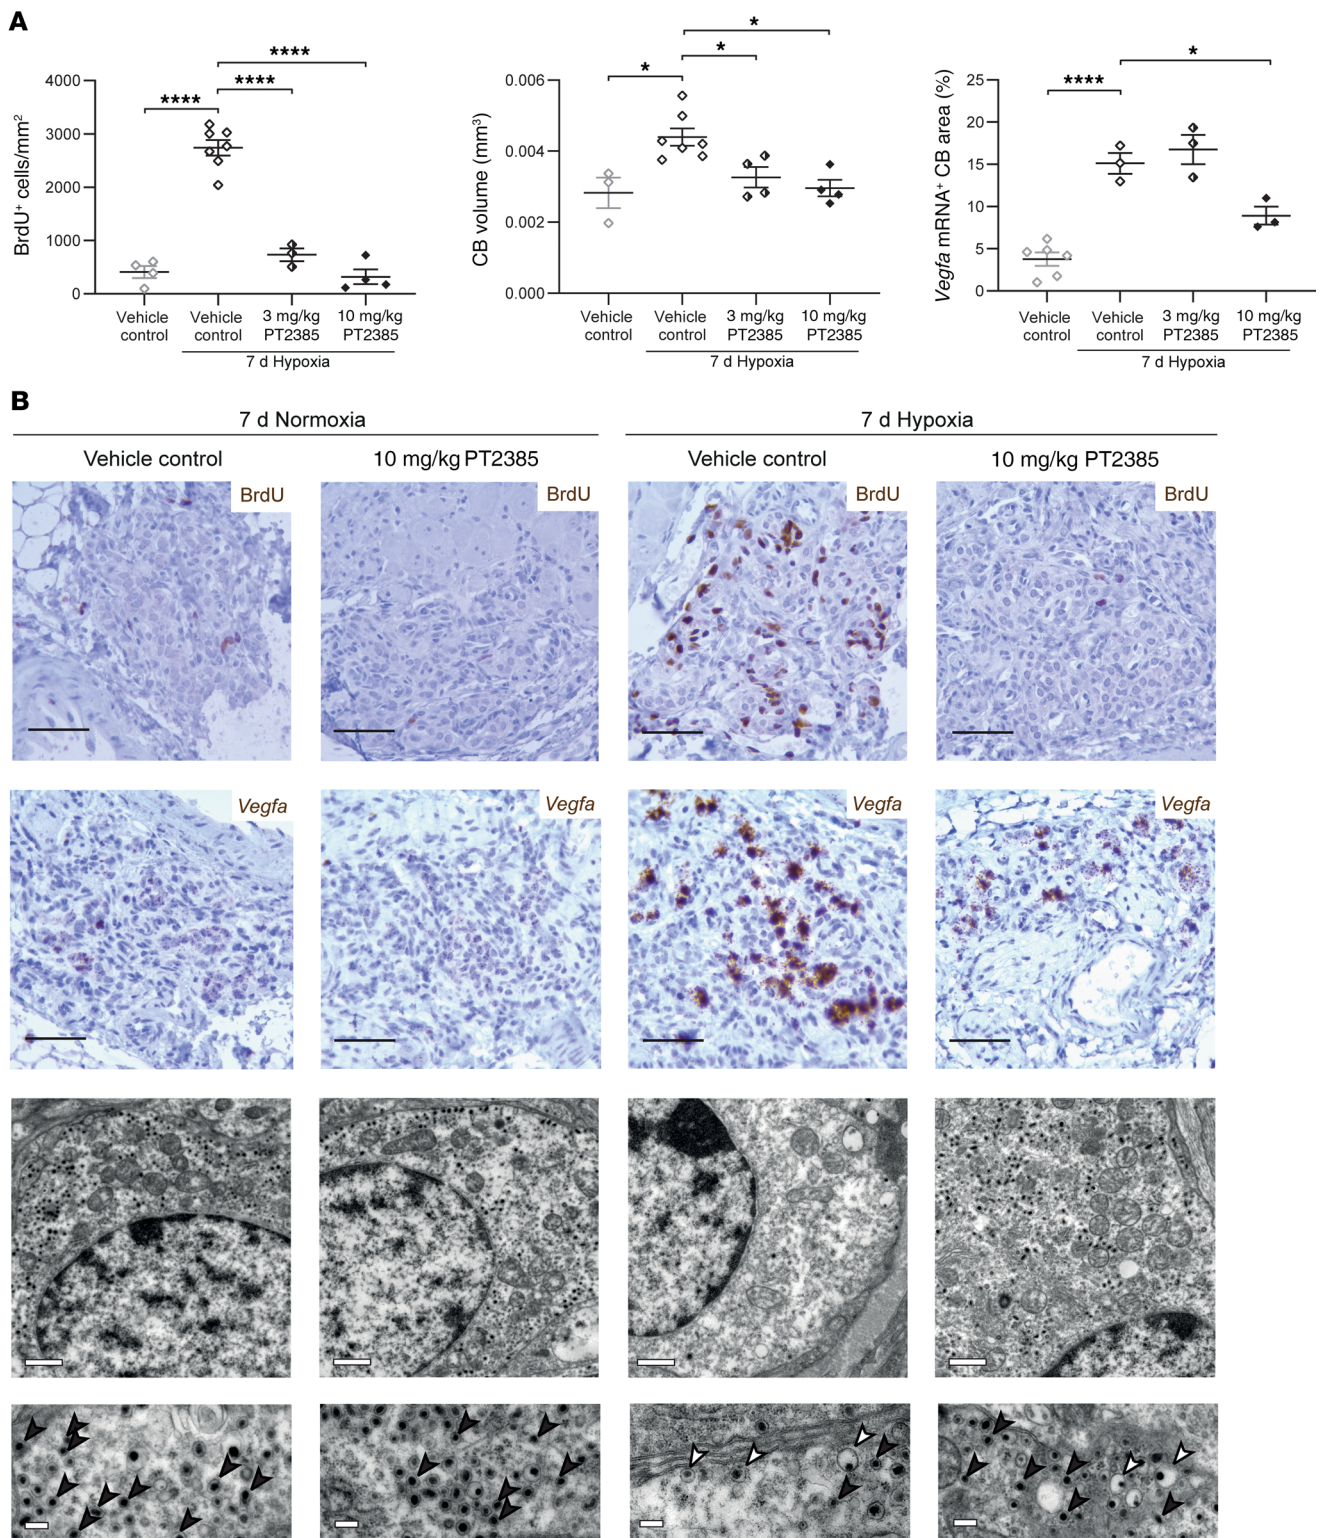 A
BrdU+ cells/mm2
4000
3000
2000
1000
0
****
****
****
Vehicle control
Vehicle control
3 mg/kg PT2385
10 mg/kg PT2385
7 d Hypoxia
CB volume (mm3)
0.006
0.004
0.002
0.000
*
*
*
Vehicle control
Vehicle control
3 mg/kg PT2385
10 mg/kg PT2385
7 d Hypoxia
Vegfa mRNA+ CB area (%)
25
20
15
10
5
0
****
*
Vehicle control
Vehicle control
3 mg/kg PT2385
10 mg/kg PT2385
7 d Hypoxia
B
7 d Normoxia
7 d Hypoxia
Vehicle control
10 mg/kg PT2385
Vehicle control
10 mg/kg PT2385
BrdU
BrdU
BrdU
BrdU
Vegfa
Vegfa
Vegfa
Vegfa